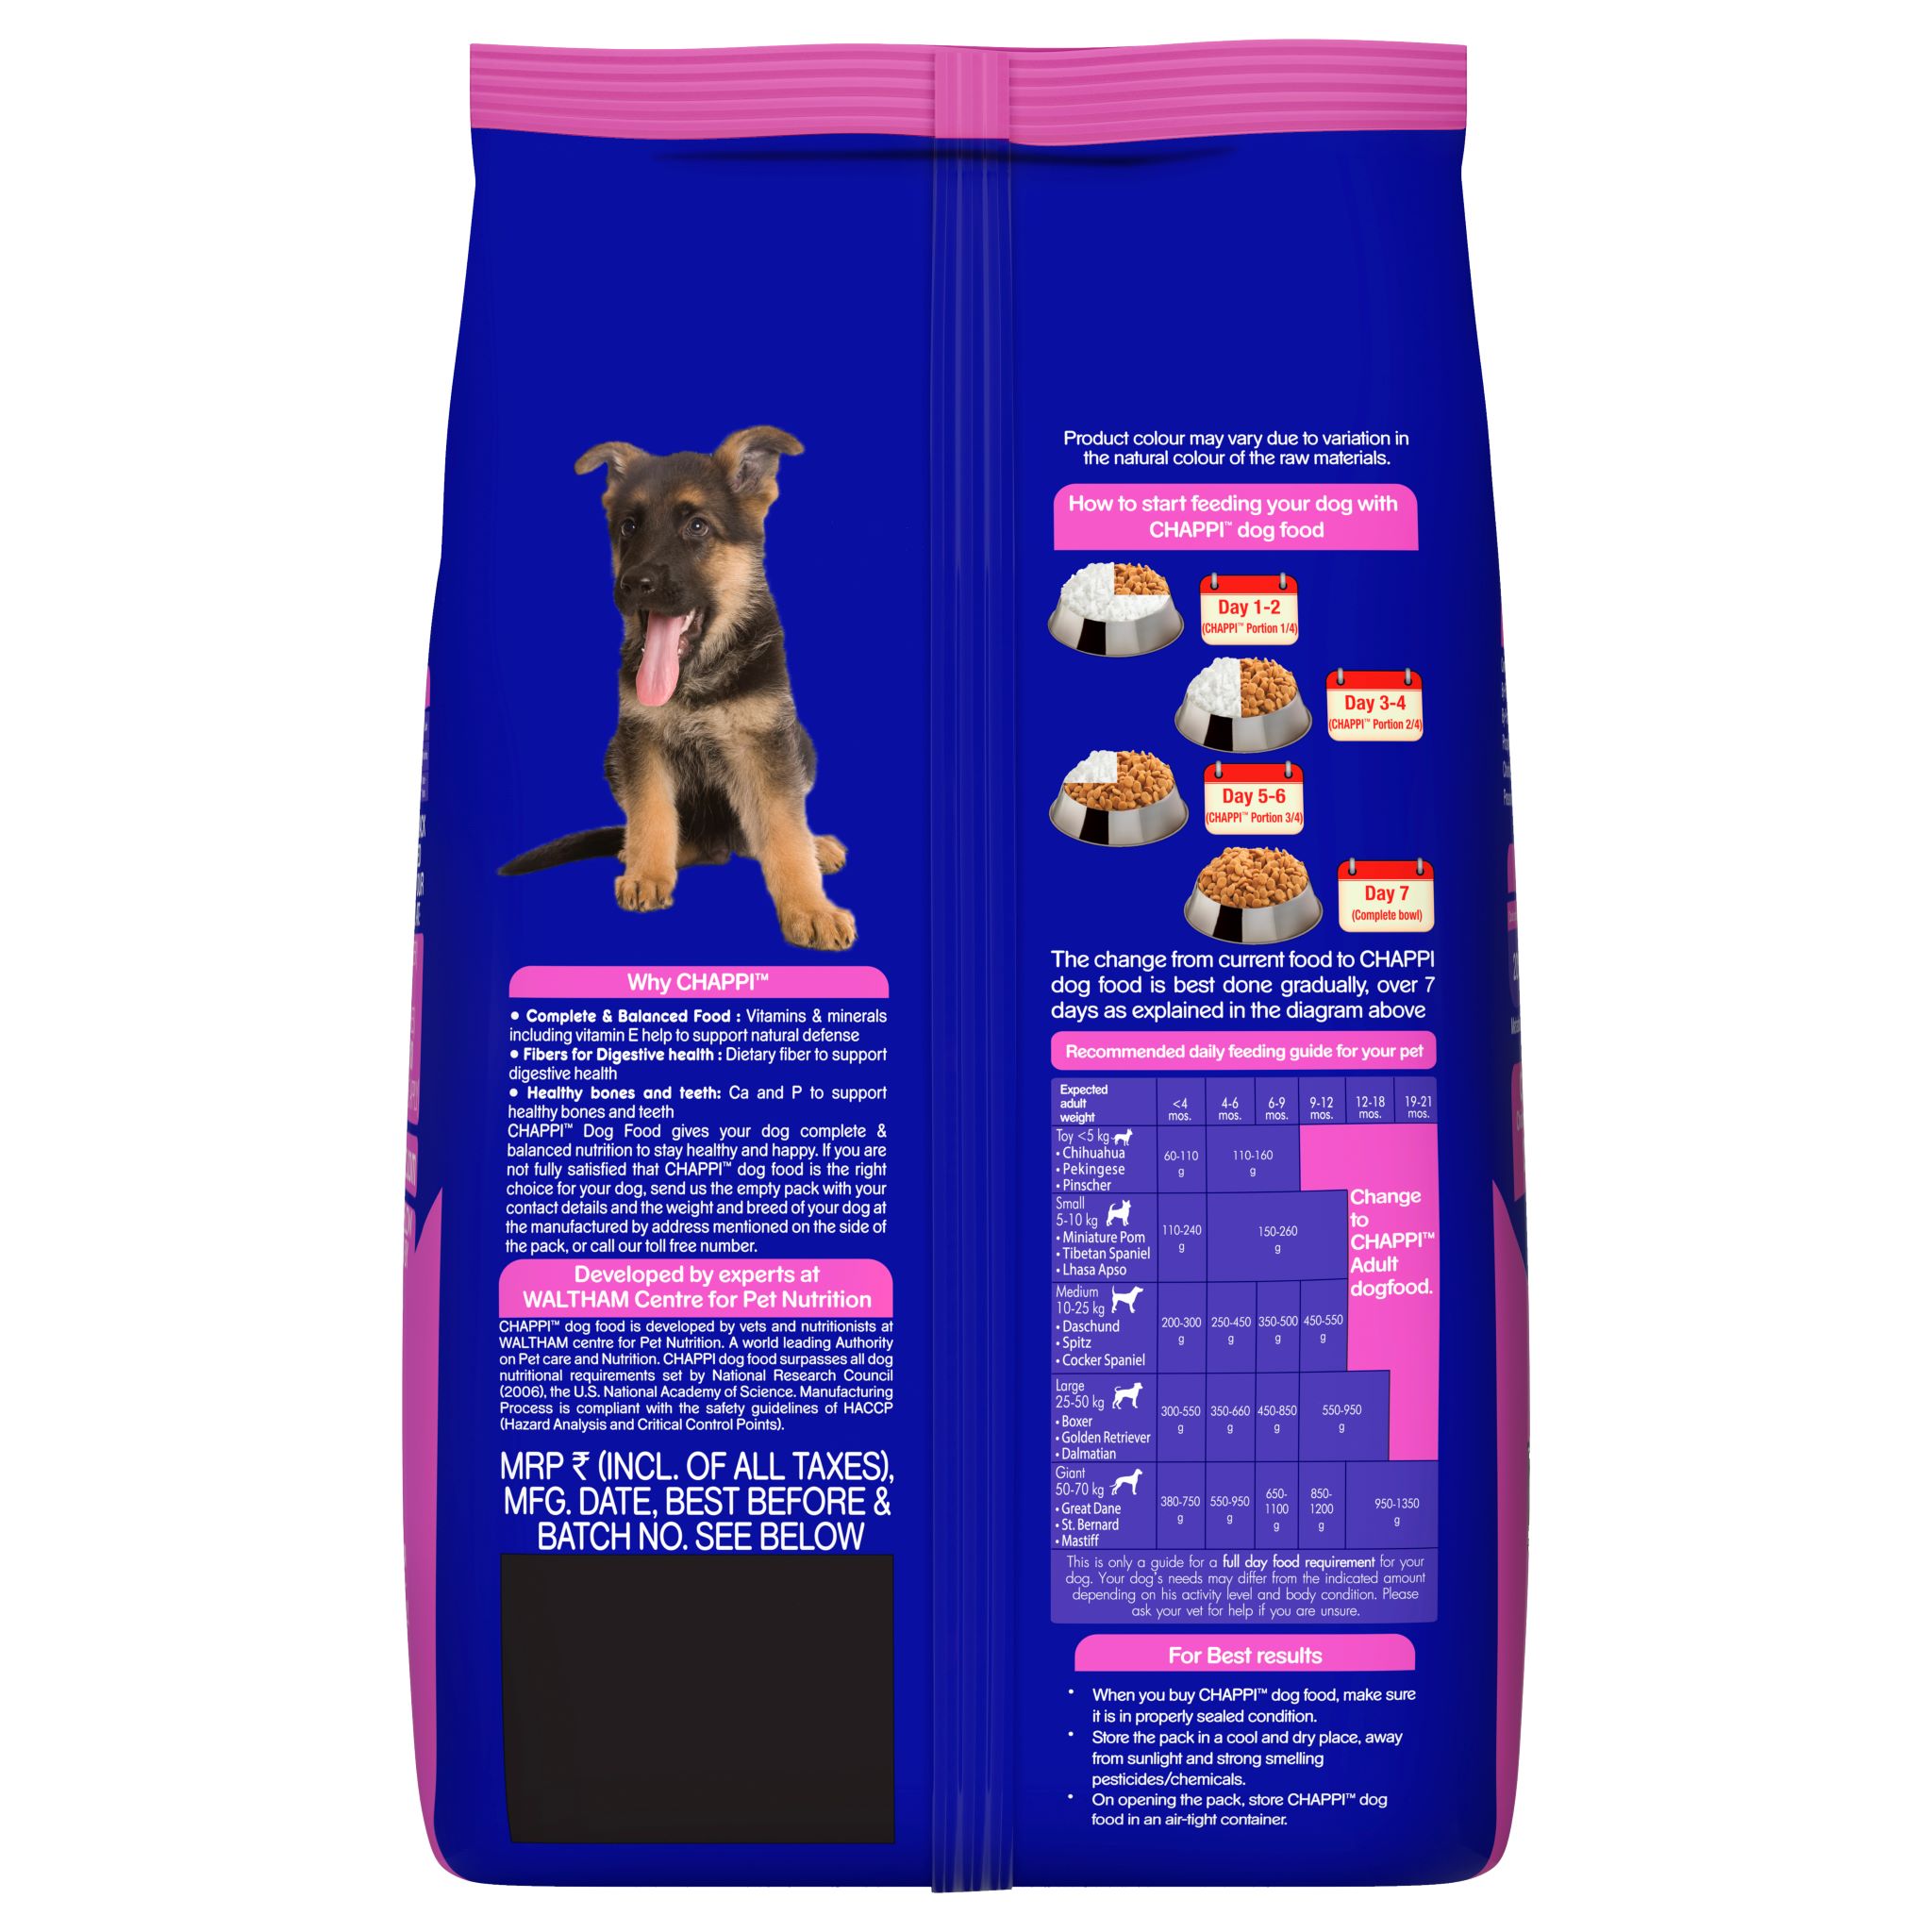 Why CHAPPI™
• Complete & Balanced Food : Vitamins & minerals
including vitamin E help to support natural defense
• Fibers for Digestive health : Dietary fiber to support
digestive health
• Healthy bones and teeth: Ca and P to support
healthy bones and teeth
CHAPPI™ Dog Food gives your dog complete &
balanced nutrition to stay healthy and happy. If you are
not fully satisfied that CHAPPI™ dog food is the right
choice for your dog, send us the empty pack with your
contact details and the weight and breed of your dog at
the manufactured by address mentioned on the side of
the pack, or call our toll free number.
Developed by experts at
WALTHAM Centre for Pet Nutrition
CHAPPI™ dog food is developed by vets and nutritionists at
WALTHAM centre for Pet Nutrition. A world leading Authority
on Pet care and Nutrition. CHAPPI dog food surpasses all dog
nutritional requirements set by National Research Council
(2006), the U.S. National Academy of Science. Manufacturing
Process is compliant with the safety guidelines of HACCP
(Hazard Analysis and Critical Control Points).
MRP ₹ (INCL. OF ALL TAXES),
MFG. DATE, BEST BEFORE &
BATCH NO. SEE BELOW
Product colour may vary due to variation in
the natural colour of the raw materials.
How to start feeding your dog with
CHAPPI™ dog food
Day 1-2
(CHAPPI™ Portion 1/4)
Day 3-4
(CHAPPI™ Portion 2/4)
Day 5-6
(CHAPPI™ Portion 3/4)
Day 7
(Complete bowl)
The change from current food to CHAPPI
dog food is best done gradually, over 7
days as explained in the diagram above
Recommended daily feeding guide for your pet
Expected adult weight <4 mos. 4-6 mos. 6-9 mos. 9-12 mos. 12-18 mos. 19-21 mos.
Toy <5 kg
• Chihuahua 60-110 g 110-160 g
• Pekingese
• Pinscher
Small
5-10 kg
• Miniature Pom 110-240 g 150-260 g
• Tibetan Spaniel
• Lhasa Apso
Change
to
CHAPPI™
Adult
dogfood.
Medium
10-25 kg
• Daschund 200-300 g 250-450 g 350-500 g 450-550 g
• Spitz
• Cocker Spaniel
Large
25-50 kg
• Boxer 300-550 g 350-660 g 450-850 g 550-950 g
• Golden Retriever
• Dalmatian
Giant
50-70 kg
• Great Dane 380-750 g 550-950 g 650-1100 g 850-1200 g 950-1350 g
• St. Bernard
• Mastiff
This is only a guide for a full day food requirement for your
dog. Your dog's needs may differ from the indicated amount
depending on his activity level and body condition. Please
ask your vet for help if you are unsure.
For Best results
• When you buy CHAPPI™ dog food, make sure
it is in properly sealed condition.
• Store the pack in a cool and dry place, away
from sunlight and strong smelling
pesticides/chemicals.
• On opening the pack, store CHAPPI™ dog
food in an air-tight container.